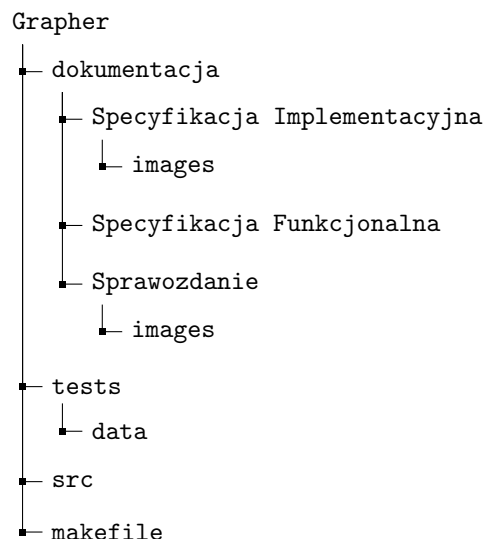 Grapher
dokumentacja
Specyfikacja Implementacyjna
images
Specyfikacja Funkcjonalna
Sprawozdanie
images
tests
data
src
makefile